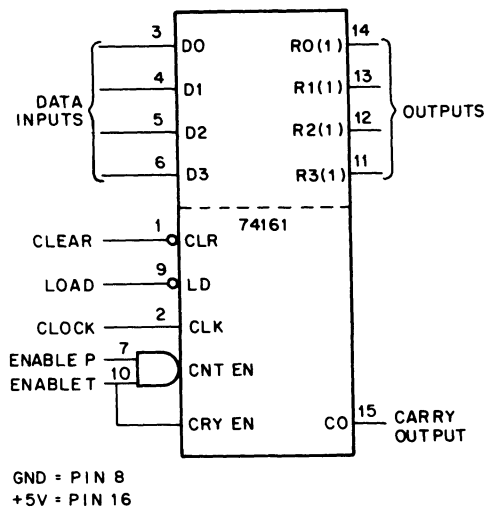 3 D0 R0(1) 14
4 D1 R1(1) 13
DATA INPUTS
OUTPUTS
5 D2 R2(1) 12
6 D3 R3(1) 11
74161
CLEAR 1 CLR
LOAD 9 LD
CLOCK 2 CLK
ENABLE P 7
CNT EN
ENABLE T 10
CRY EN CO 15 CARRY OUTPUT
GND = PIN 8
+5V = PIN 16